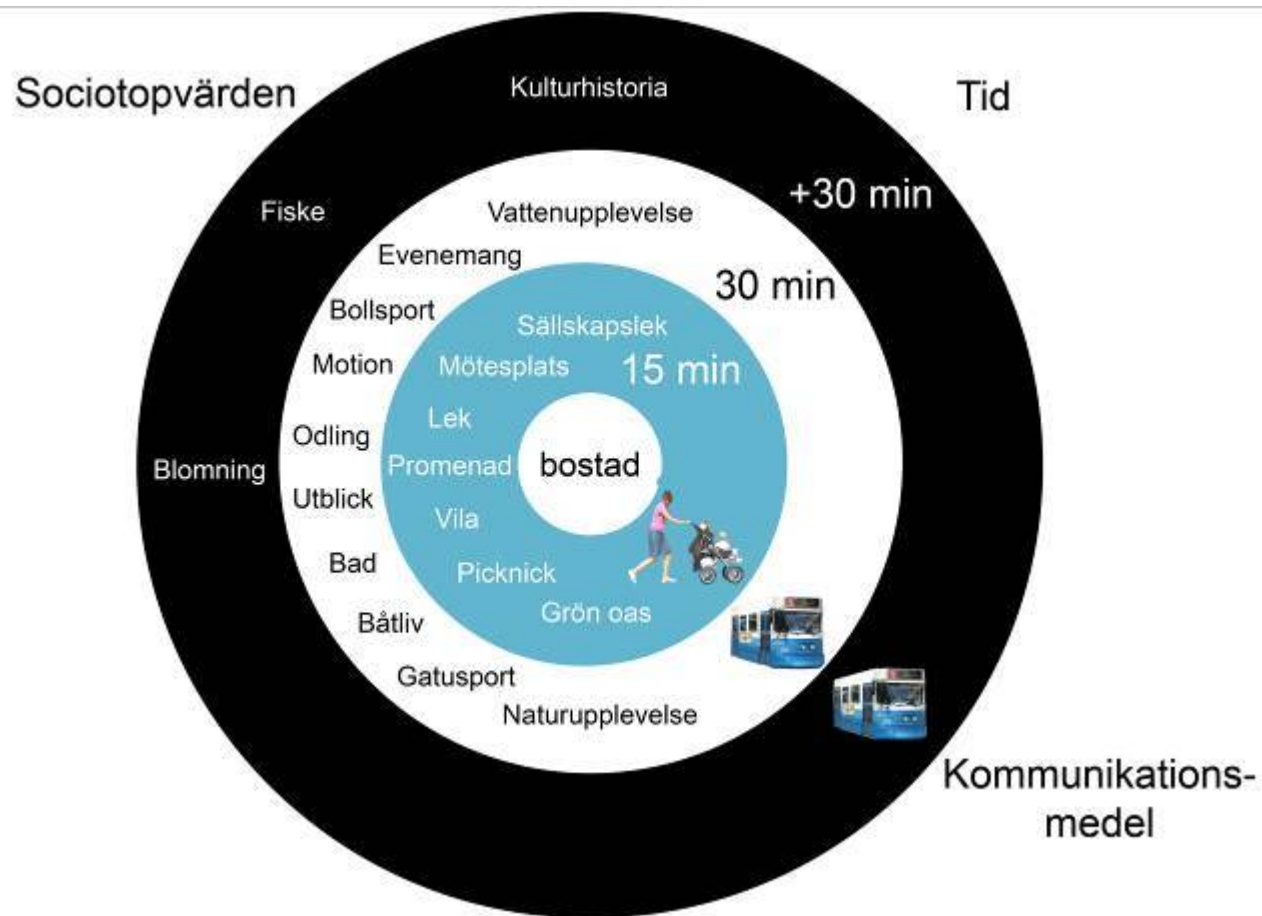 Sociotopvärden
Kulturhistoria
Tid
+30 min
Fiske
Vattenupplevelse
Evenemang
30 min
Bollsport
Sällskapslek
Motion
Mötesplats
15 min
Lek
Odling
Promenad
bostad
Blomning
Utblick
Vila
Bad
Picknick
Grön oas
Båtliv
Gatusport
Naturupplevelse
Kommunikations-
medel